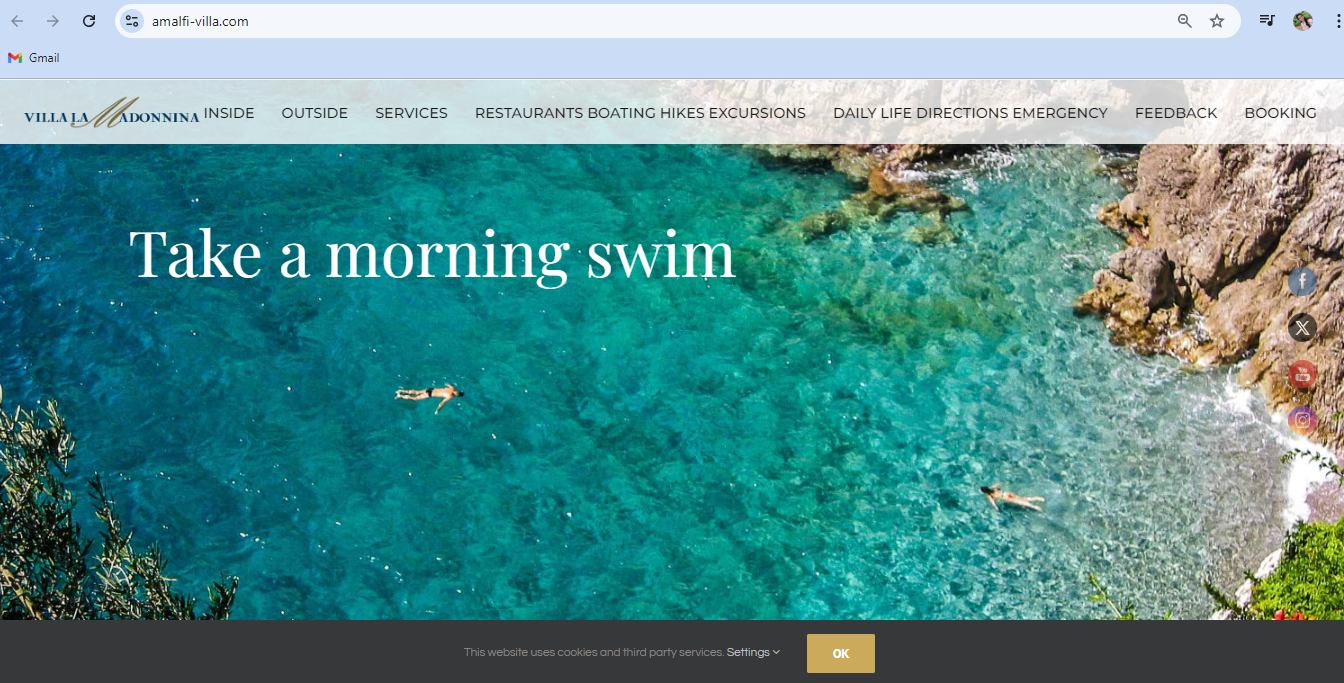 amalfi-villa.com
Gmail
VILLA LA MADONNINA INSIDE OUTSIDE SERVICES RESTAURANTS BOATING HIKES EXCURSIONS DAILY LIFE DIRECTIONS EMERGENCY FEEDBACK BOOKING
Take a morning swim
This website uses cookies and third party services. Settings OK